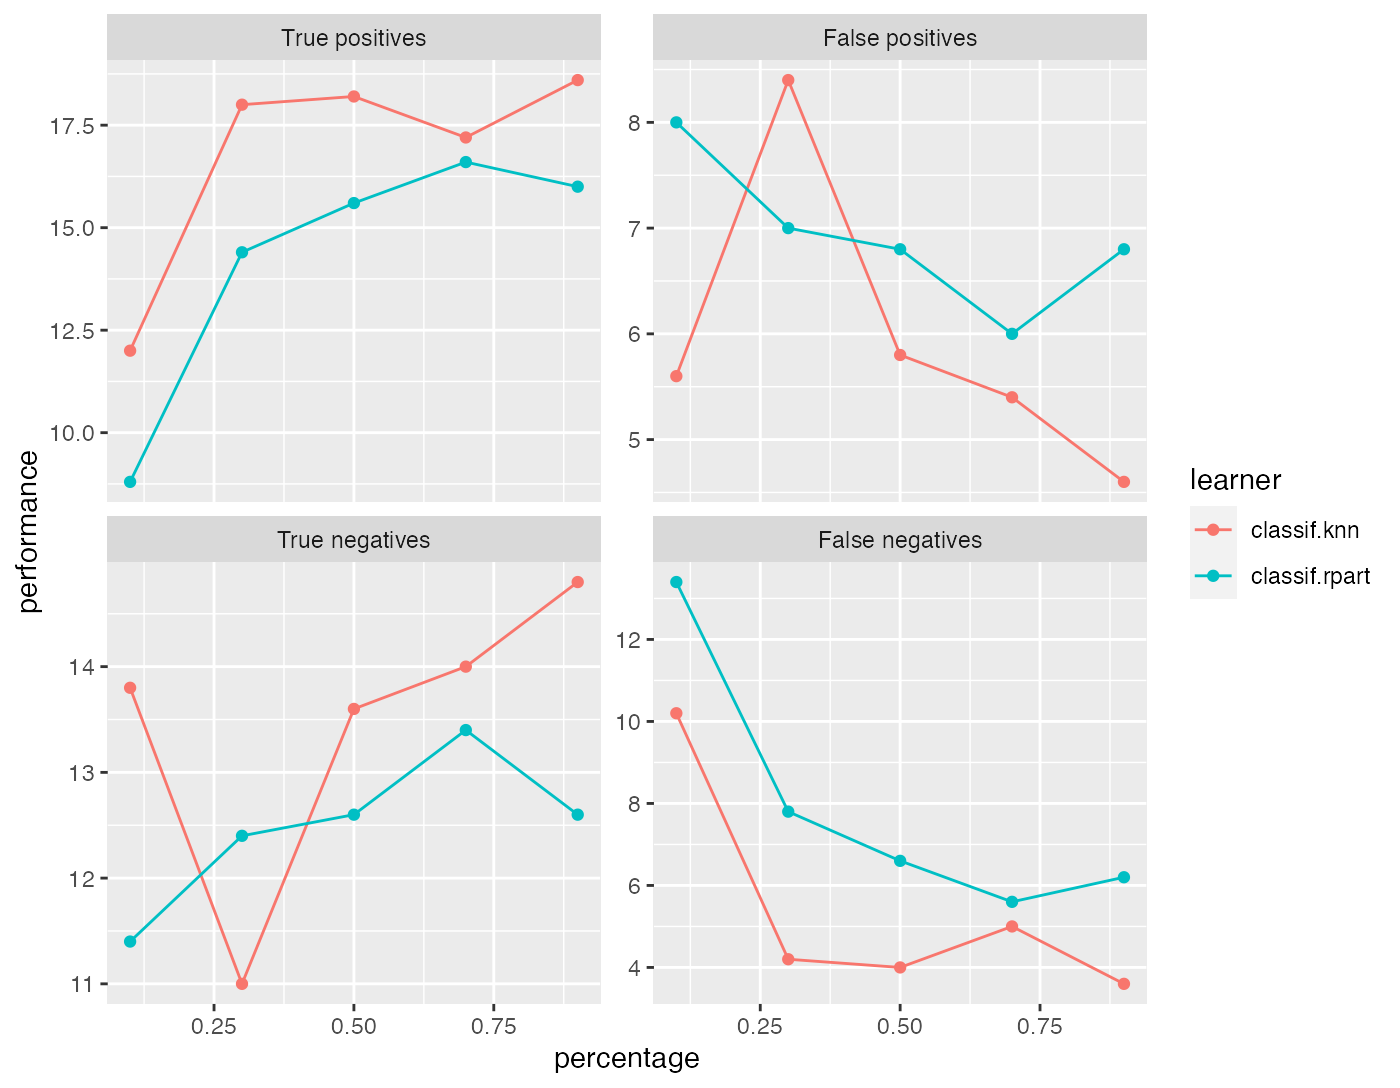 True positives
False positives
17.5
15.0
12.5
10.0
8
7
6
5
performance
True negatives
False negatives
14
13
12
11
12
10
8
6
4
0.25 0.50 0.75
0.25 0.50 0.75
percentage
learner
classif.knn
classif.rpart